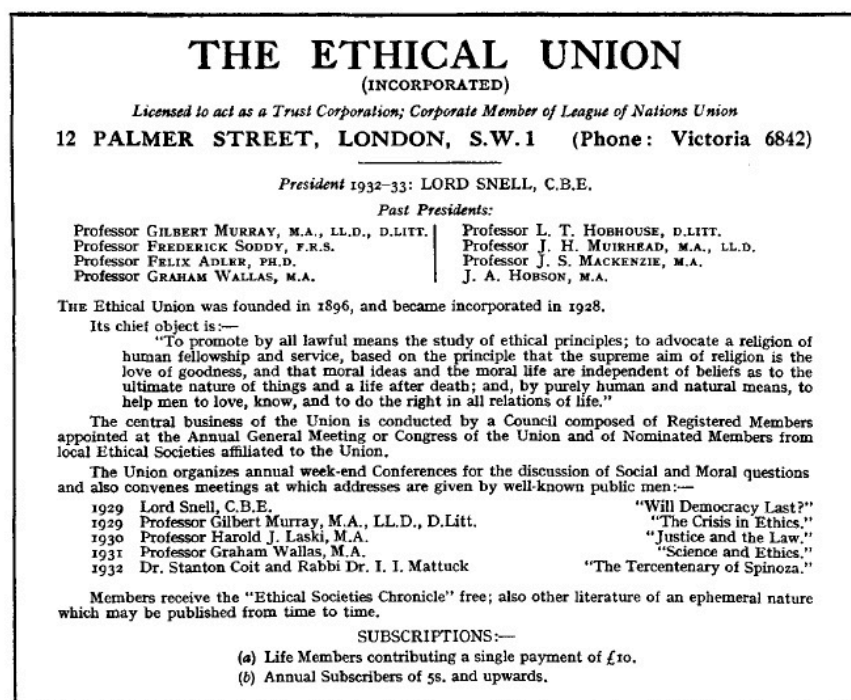 THE ETHICAL UNION
(INCORPORATED)
Licensed to act as a Trust Corporation; Corporate Member of League of Nations Union
12 PALMER STREET, LONDON, S.W.1 (Phone: Victoria 6842)
President 1932-33: LORD SNELL, C.B.E.
Past Presidents:
Professor GILBERT MURRAY, M.A., LL.D., D.LITT.
Professor FREDERICK SODDY, F.R.S.
Professor FELIX ADLER, PH.D.
Professor GRAHAM WALLAS, M.A.
Professor L. T. HOBHOUSE, D.LITT.
Professor J. H. MUIRHEAD, M.A., LL.D.
Professor J. S. MACKENZIE, M.A.
J. A. HOBSON, M.A.
THE Ethical Union was founded in 1896, and became incorporated in 1928.
Its chief object is:—
"To promote by all lawful means the study of ethical principles; to advocate a religion of
human fellowship and service, based on the principle that the supreme aim of religion is the
love of goodness, and that moral ideas and the moral life are independent of beliefs as to the
ultimate nature of things and a life after death; and, by purely human and natural means, to
help men to love, know, and to do the right in all relations of life."
The central business of the Union is conducted by a Council composed of Registered Members
appointed at the Annual General Meeting or Congress of the Union and of Nominated Members from
local Ethical Societies affiliated to the Union.
The Union organizes annual week-end Conferences for the discussion of Social and Moral questions
and also convenes meetings at which addresses are given by well-known public men:—
1929 Lord Snell, C.B.E. "Will Democracy Last?"
1929 Professor Gilbert Murray, M.A., LL.D., D.Litt. "The Crisis in Ethics."
1930 Professor Harold J. Laski, M.A. "Justice and the Law."
1931 Professor Graham Wallas, M.A. "Science and Ethics."
1932 Dr. Stanton Coit and Rabbi Dr. I. I. Mattuck "The Tercentenary of Spinoza."
Members receive the "Ethical Societies Chronicle" free; also other literature of an ephemeral nature
which may be published from time to time.
SUBSCRIPTIONS:—
(a) Life Members contributing a single payment of £10.
(b) Annual Subscribers of 5s. and upwards.